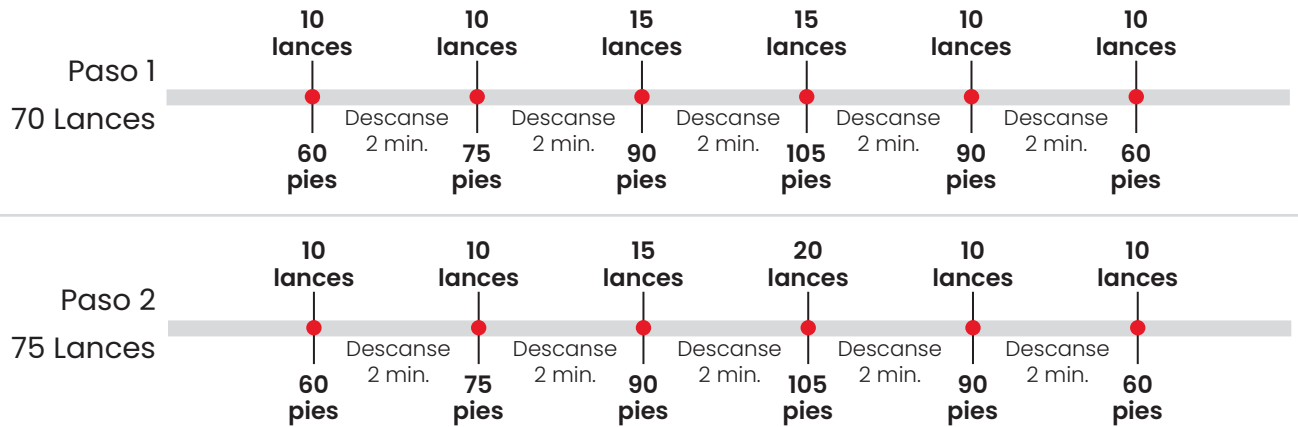 10 lances
10 lances
15 lances
15 lances
10 lances
10 lances
Paso 1
70 Lances
Descanse 2 min.
Descanse 2 min.
Descanse 2 min.
Descanse 2 min.
Descanse 2 min.
60 pies
75 pies
90 pies
105 pies
90 pies
60 pies
10 lances
10 lances
15 lances
20 lances
10 lances
10 lances
Paso 2
75 Lances
Descanse 2 min.
Descanse 2 min.
Descanse 2 min.
Descanse 2 min.
Descanse 2 min.
60 pies
75 pies
90 pies
105 pies
90 pies
60 pies